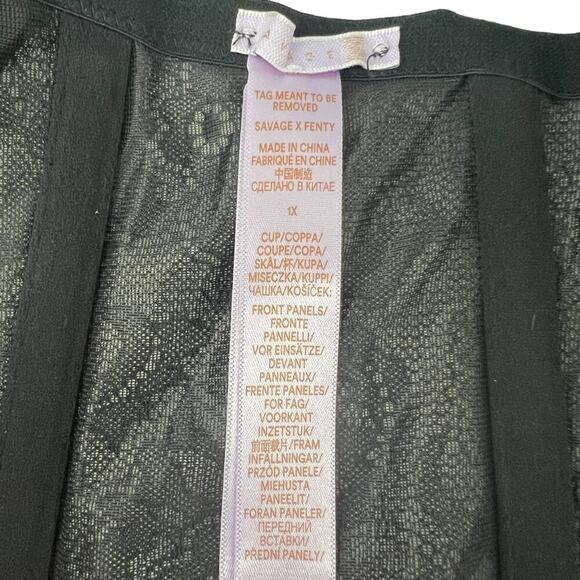 TAG MEANT TO BE
REMOVED
SAVAGE X FENTY
MADE IN CHINA
FABRIQUÉ EN CHINE
中国制造
СДЕЛАНО В КИТАЕ
1X
CUP/COPPA/
COUPE/COPA/
SKÅL/杯/KUPA/
MISECZKA/KUPPI/
ЧАШКА/KOŠÍČEK:
FRONT PANELS/
FRONTE
PANNELLI/
VOR EINSÄTZE/
DEVANT
PANNEAUX/
FRENTE PANELES/
FOR FAG/
VOORKANT
INZETSTUK/
前面裁片/FRAM
INFÄLLNINGAR/
PRZÓD PANELE/
MIEHUSTA
PANEELIT/
FORAN PANELER/
ПЕРЕДНИЙ
ВСТАВКИ/
PŘEDNÍ PANELY/